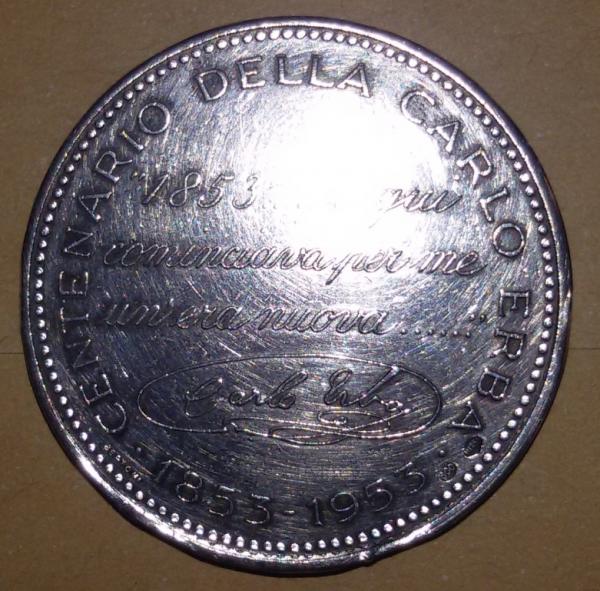 CENTENARIO DELLA CARLO ERBA
"1853 qui
cominciava per me
un'era nuova ......"
Carlo Erba
· 1853-1953 ·